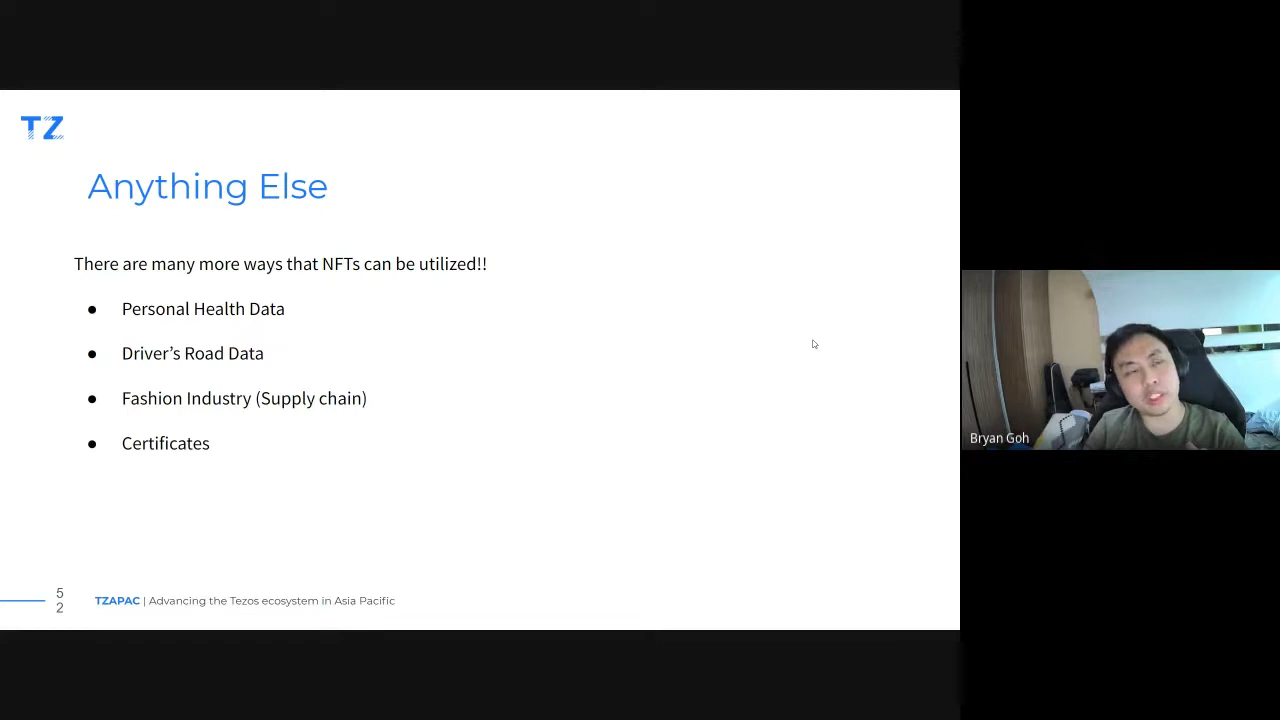 TZ
Anything Else
There are many more ways that NFTs can be utilized!!
● Personal Health Data
● Driver’s Road Data
● Fashion Industry (Supply chain)
● Certificates
5
2
TZAPAC | Advancing the Tezos ecosystem in Asia Pacific
Bryan Goh